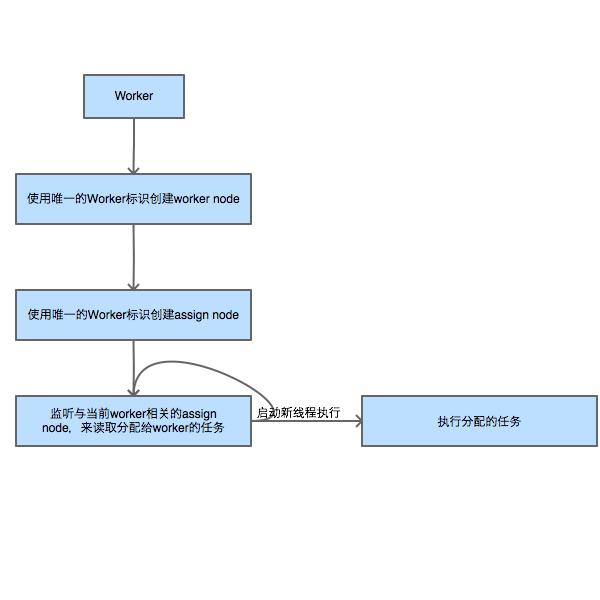 Worker
使用唯一的Worker标识创建worker node
使用唯一的Worker标识创建assign node
监听与当前worker相关的assign
node，来读取分配给worker的任务
启动新线程执行
执行分配的任务